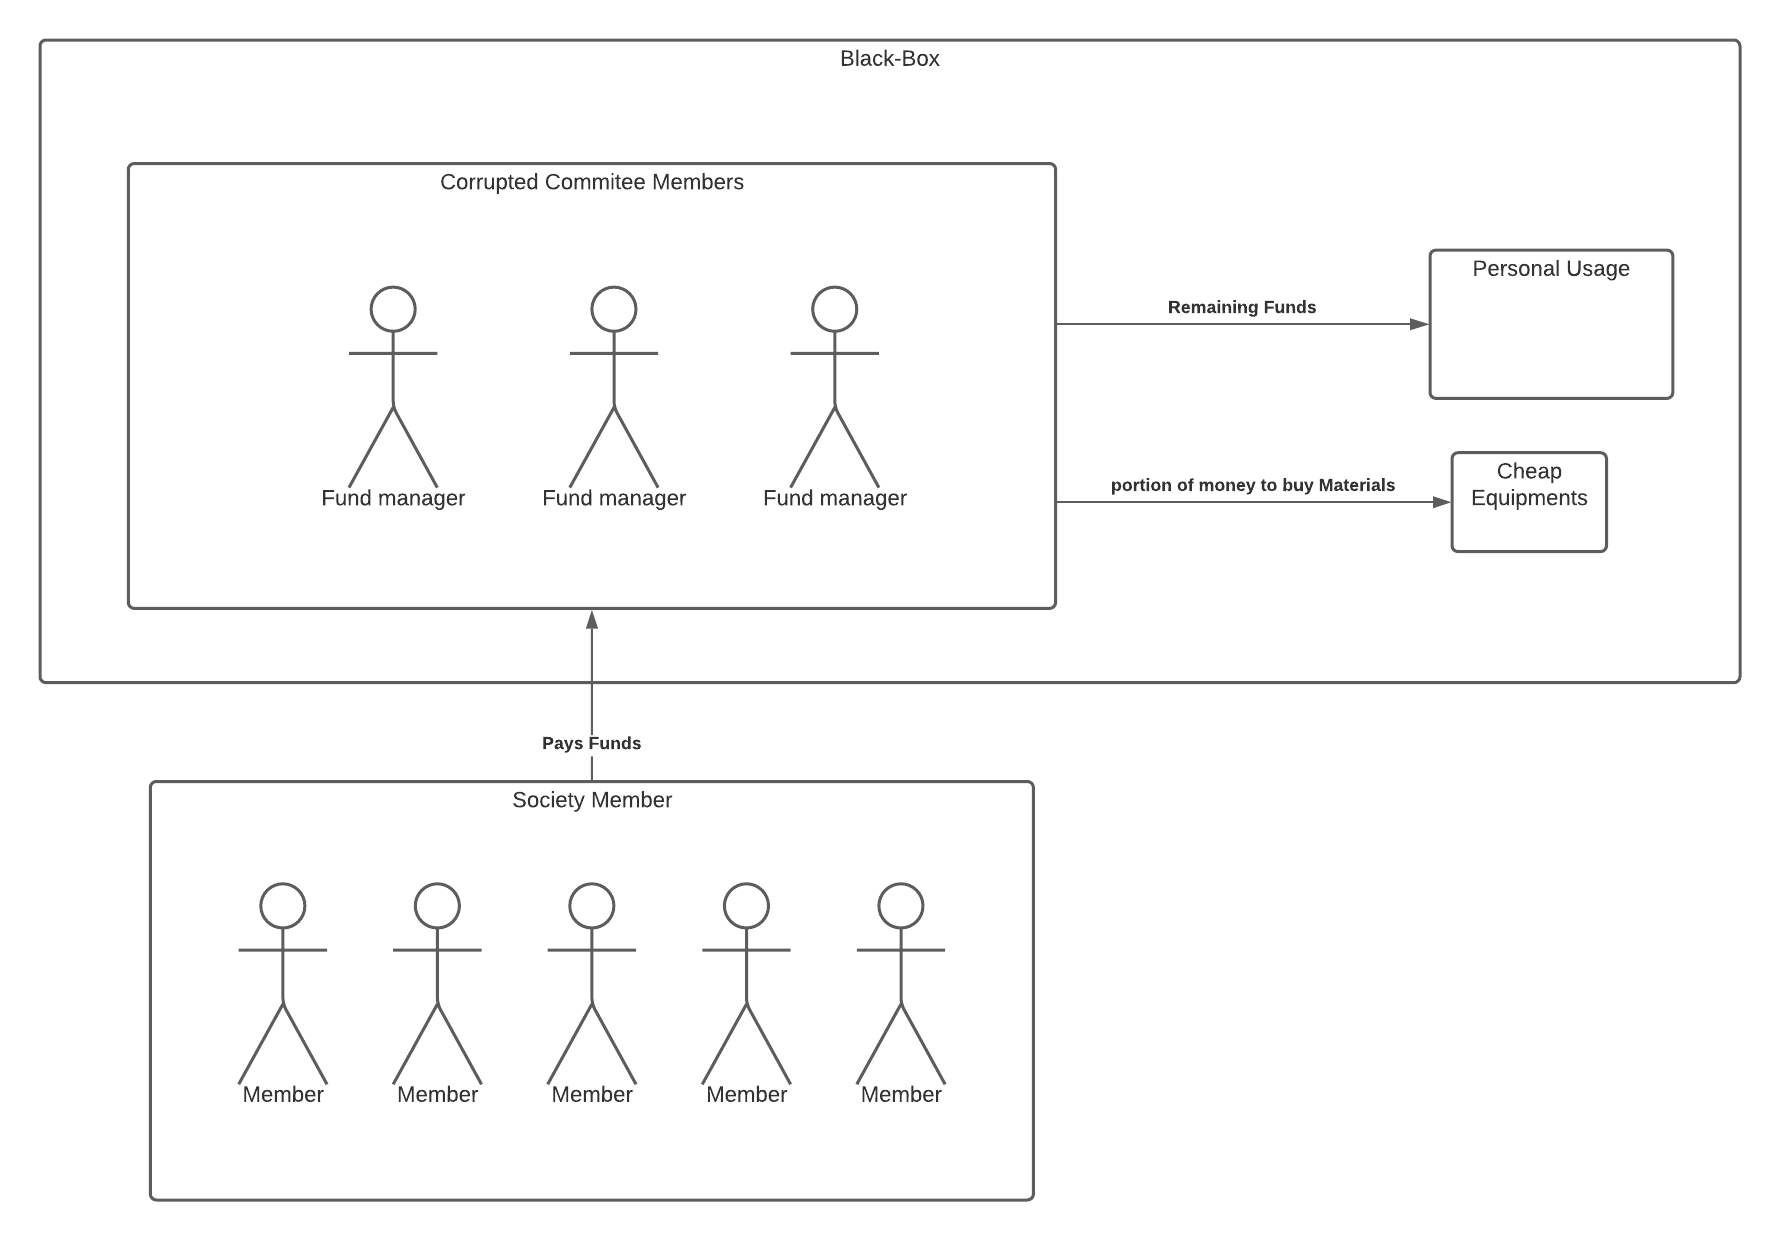 Black-Box
Corrupted Commitee Members
Fund manager
Fund manager
Fund manager
Remaining Funds
Personal Usage
portion of money to buy Materials
Cheap
Equipments
Pays Funds
Society Member
Member
Member
Member
Member
Member